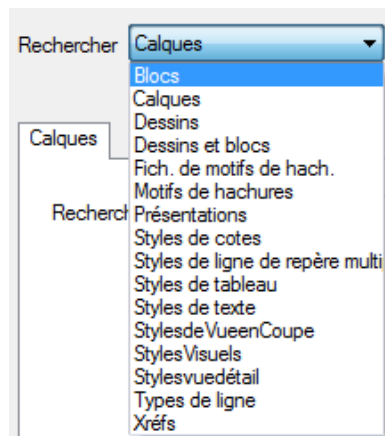 Rechercher Calques
Blocs
Calques
Dessins
Calques
Dessins et blocs
Fich. de motifs de hach.
Motifs de hachures
Présentations
Styles de cotes
Styles de ligne de repère
Styles de tableau
Styles de texte
StylesdeVueenCoupe
StylesVisuels
Stylesvuedétail
Types de ligne
Xréfs